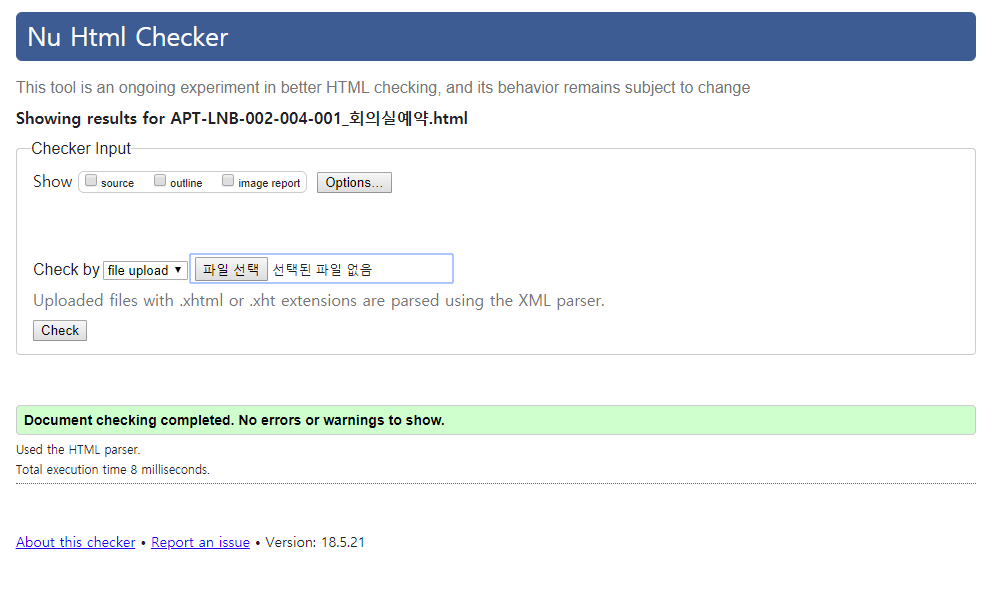 Nu Html Checker
This tool is an ongoing experiment in better HTML checking, and its behavior remains subject to change
Showing results for APT-LNB-002-004-001_회의실예약.html
Checker Input
Show source outline image report Options...
Check by file upload 파일 선택 선택된 파일 없음
Uploaded files with .xhtml or .xht extensions are parsed using the XML parser.
Check
Document checking completed. No errors or warnings to show.
Used the HTML parser.
Total execution time 8 milliseconds.
About this checker • Report an issue • Version: 18.5.21